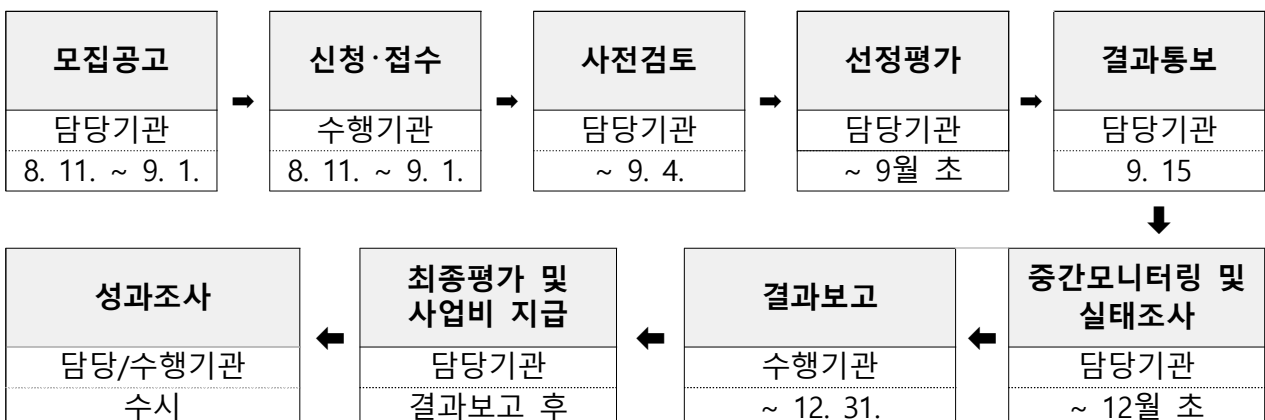 모집공고
담당기관
8. 11. ~ 9. 1.
➡
신청·접수
수행기관
8. 11. ~ 9. 1.
➡
사전검토
담당기관
~ 9. 4.
➡
선정평가
담당기관
~ 9월 초
➡
결과통보
담당기관
9. 15
⬇
중간모니터링 및
실태조사
담당기관
~ 12월 초
⬅
결과보고
수행기관
~ 12. 31.
⬅
최종평가 및
사업비 지급
담당기관
결과보고 후
⬅
성과조사
담당/수행기관
수시